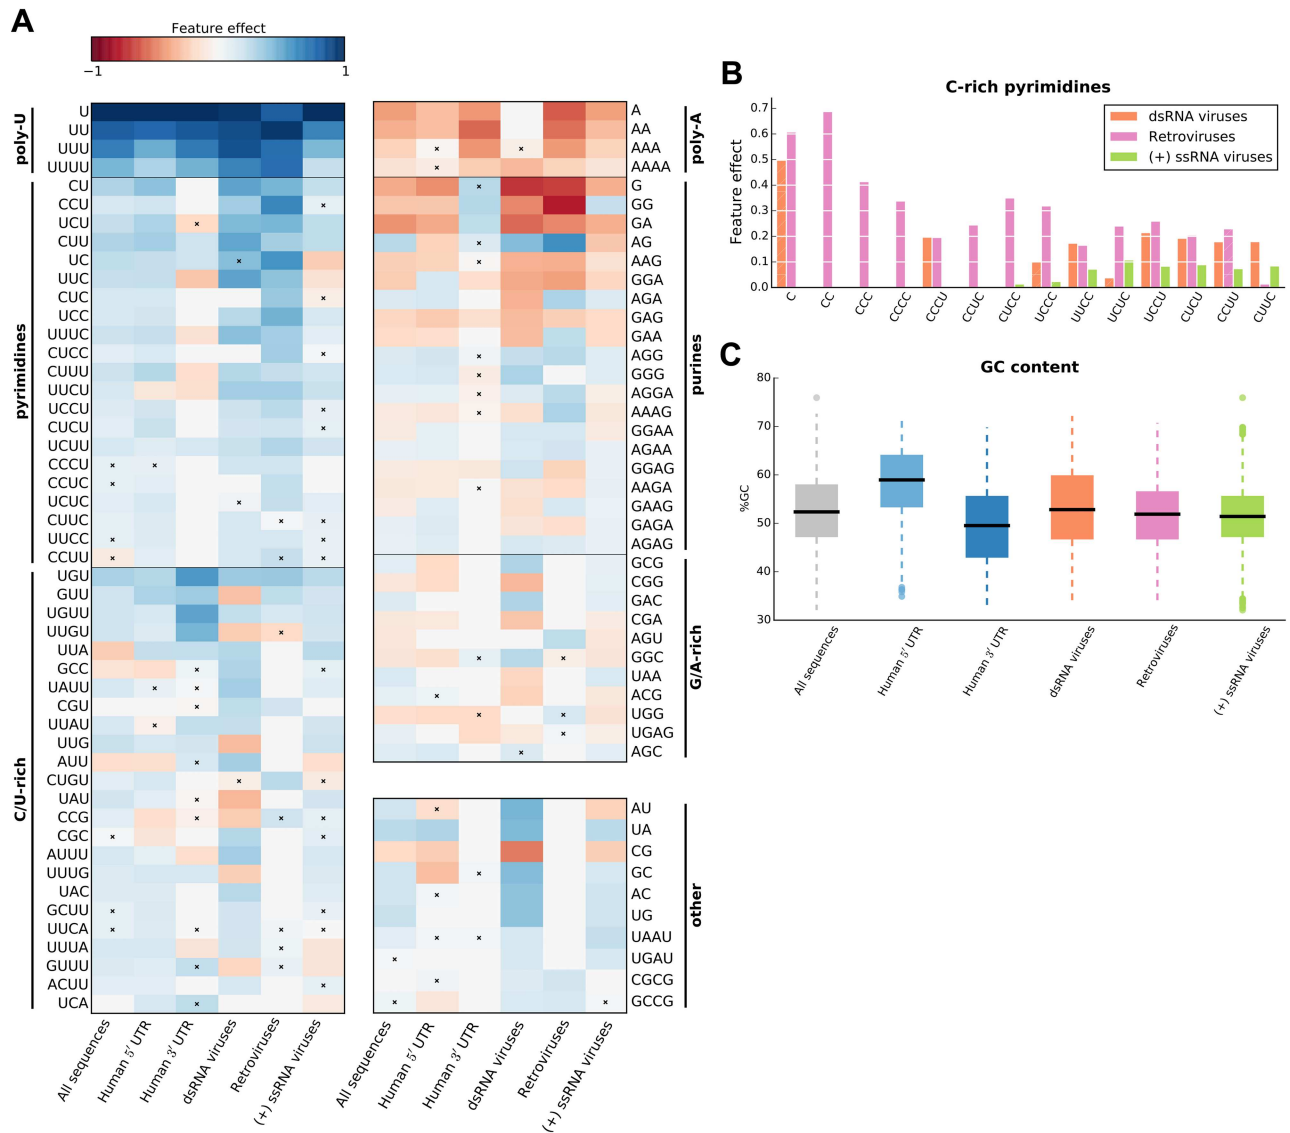 A
Feature effect
−1
1
poly-U
U
UU
UUU
UUUU
pyrimidines
CU
CCU
UCU
CUU
UC
UUC
CUC
UCC
UUUC
CUCC
CUUU
UUCU
UCCU
CUCU
UCUU
CCCU
CCUC
UCUC
CUUC
UUCC
CCUU
C/U-rich
UGU
GUU
UGUU
UUGU
UUA
GCC
UAUU
CGU
UUAU
UUG
AUU
CUGU
UAU
CCG
CGC
AUUU
UUUG
UAC
GCUU
UUCA
UUUA
GUUU
ACUU
UCA
All sequences
Human 5′ UTR
Human 3′ UTR
dsRNA viruses
Retroviruses
(+) ssRNA viruses
poly-A
A
AA
AAA
AAAA
purines
G
GG
GA
AG
AAG
GGA
AGA
GAG
GAA
AGG
GGG
AGGA
AAAG
GGAA
AGAA
GGAG
AAGA
GAAG
GAGA
AGAG
G/A-rich
GCG
CGG
GAC
CGA
AGU
GGC
UAA
ACG
UGG
UGAG
AGC
other
AU
UA
CG
GC
AC
UG
UAAU
UGAU
CGCG
GCCG
All sequences
Human 5′ UTR
Human 3′ UTR
dsRNA viruses
Retroviruses
(+) ssRNA viruses
B
C-rich pyrimidines
Feature effect
0.7
0.6
0.5
0.4
0.3
0.2
0.1
0.0
dsRNA viruses
Retroviruses
(+) ssRNA viruses
C
CC
CCC
CCCC
CCCU
CCUC
CUCC
UCCC
UUCC
UCUC
UCCU
CUCU
CCUU
CUUC
C
GC content
%GC
80
70
60
50
40
30
All sequences
Human 5′ UTR
Human 3′ UTR
dsRNA viruses
Retroviruses
(+) ssRNA viruses